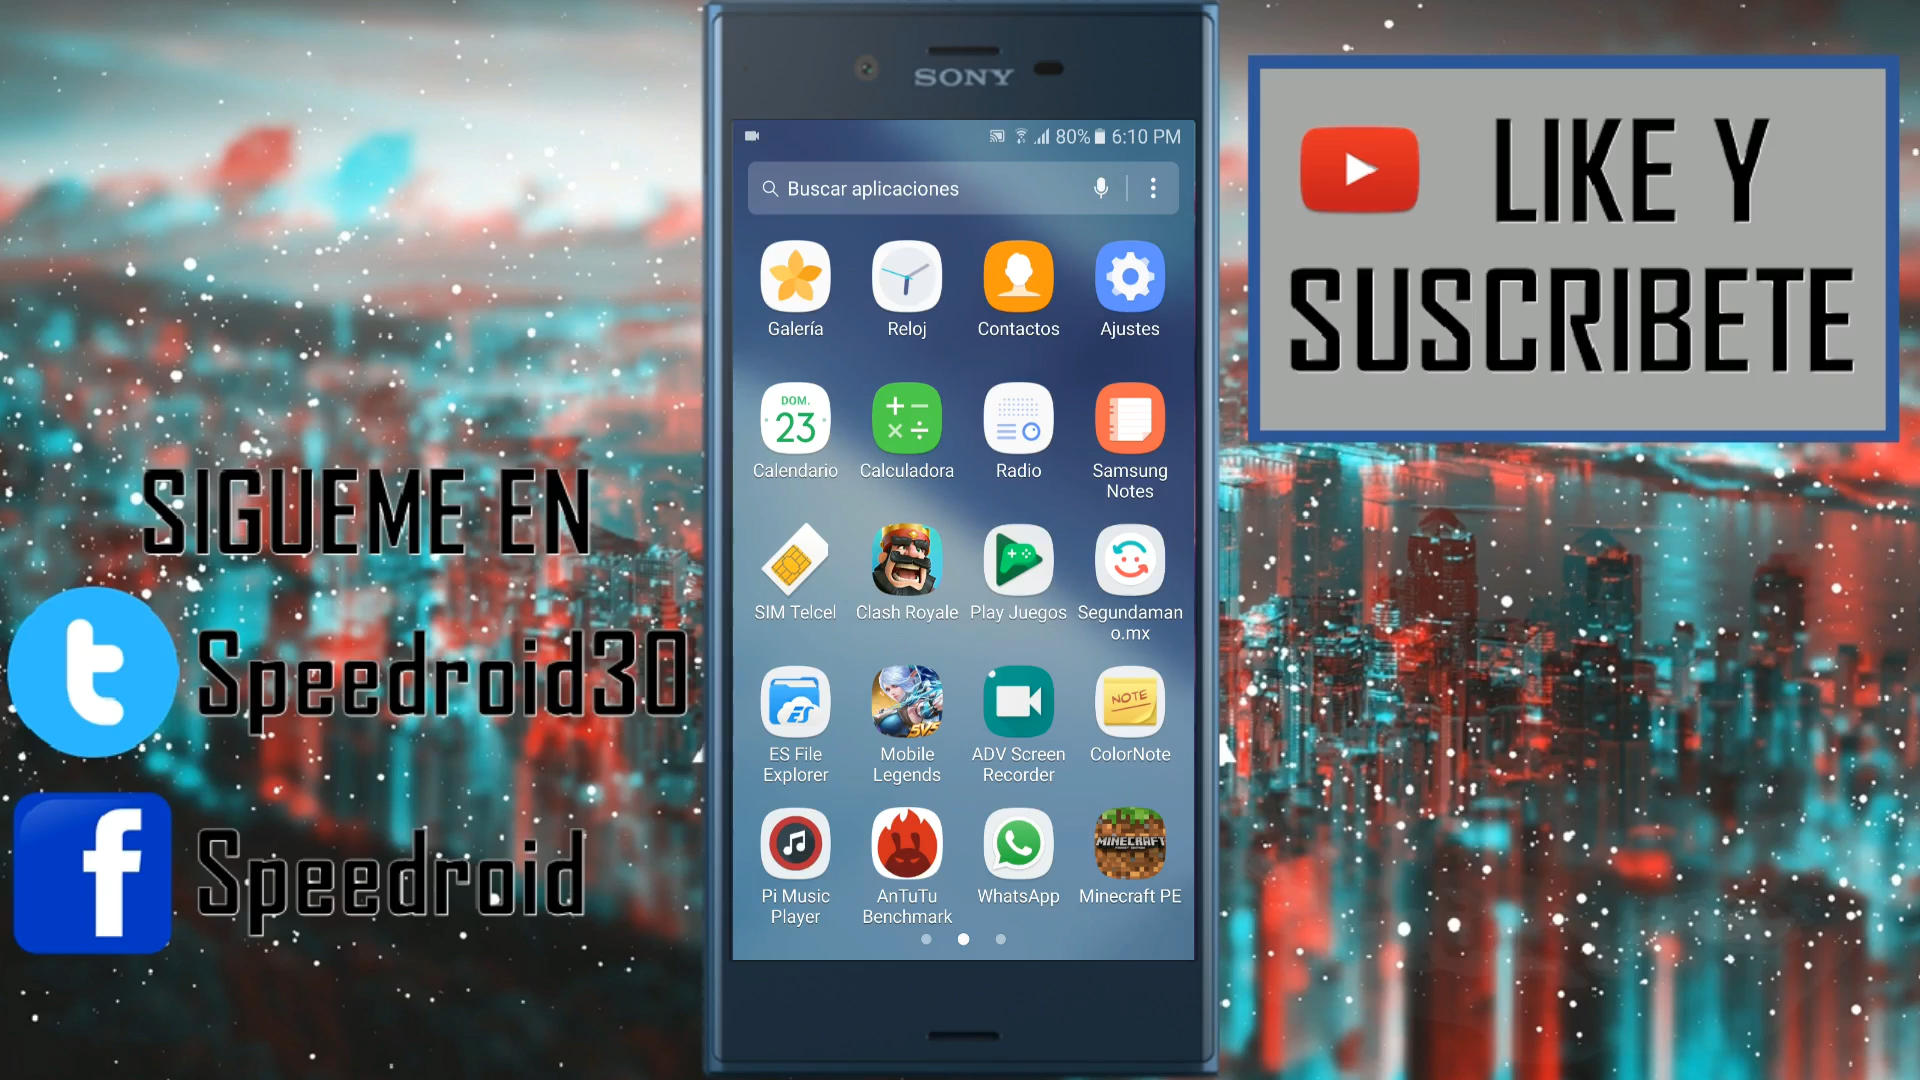 SONY
80% 6:10 PM
Buscar aplicaciones
Galería Reloj Contactos Ajustes
DOM.
23
Calendario Calculadora Radio Samsung
Notes
SIM Telcel Clash Royale Play Juegos Segundaman
o.mx
ES
5V5
NOTE
ES File Mobile ADV Screen ColorNote
Explorer Legends Recorder
MINECRAFT
Pi Music AnTuTu WhatsApp Minecraft PE
Player Benchmark
LIKE Y
SUSCRIBETE
SIGUEME EN
t Speedroid30
f Speedroid